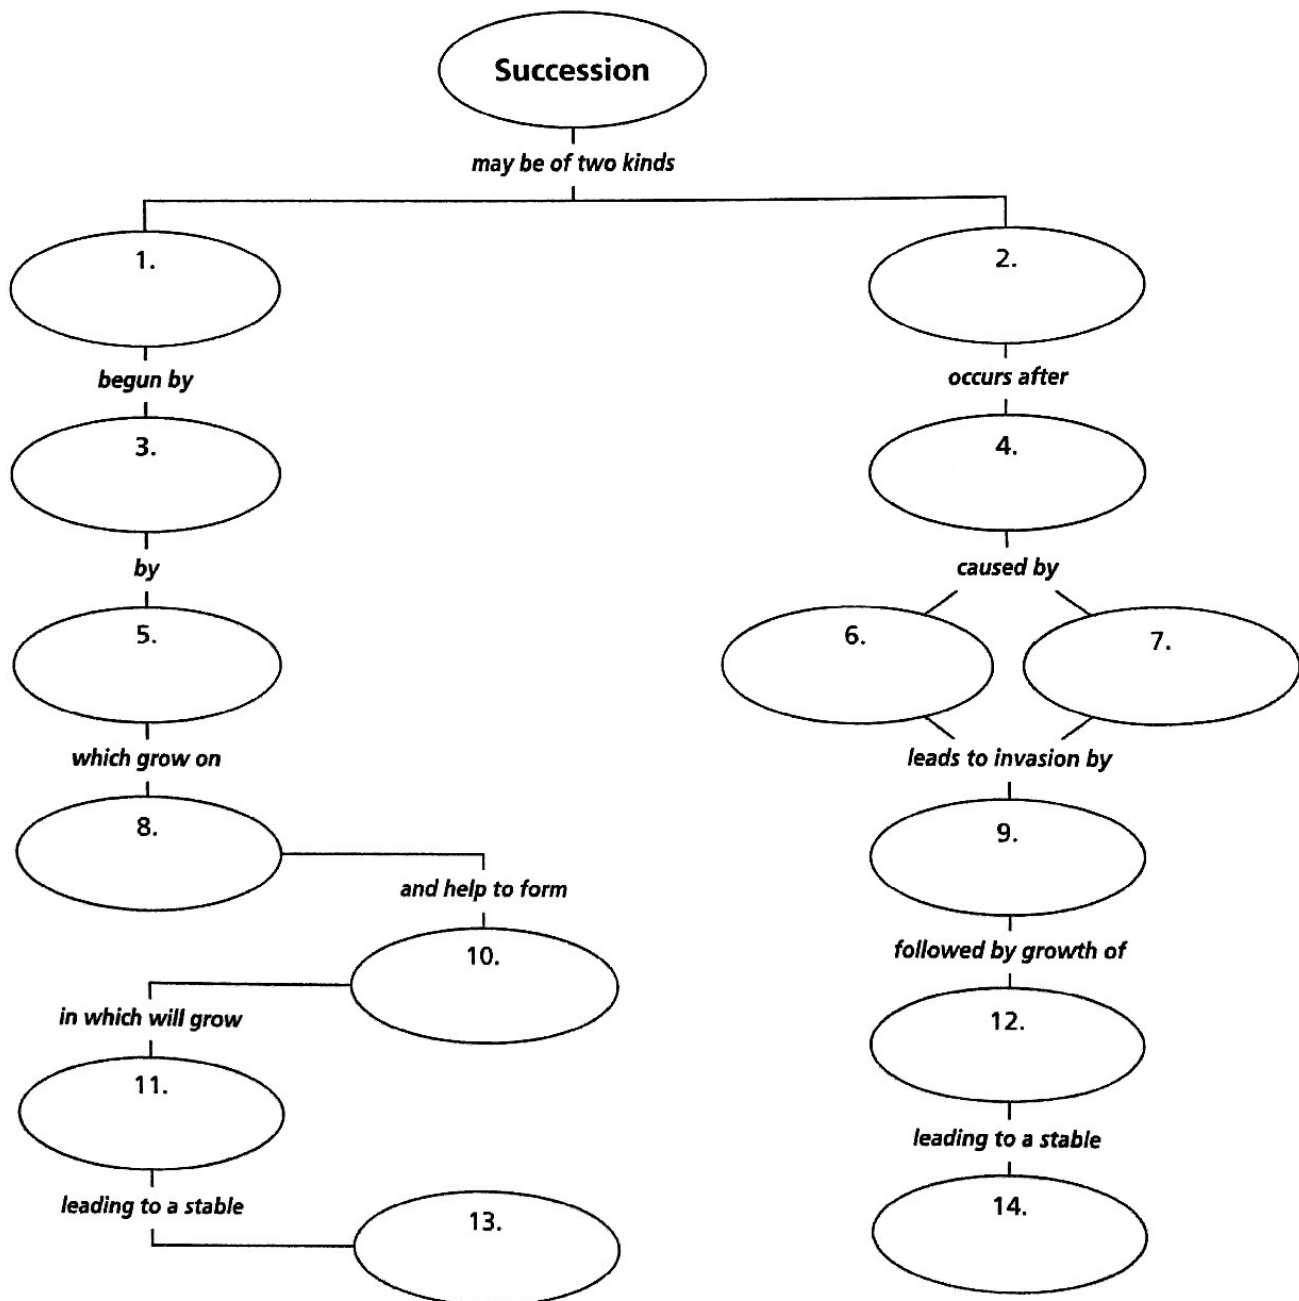 Succession
may be of two kinds
1.
2.
begun by
occurs after
3.
4.
by
caused by
5.
6.
7.
which grow on
leads to invasion by
8.
9.
and help to form
followed by growth of
10.
in which will grow
12.
11.
leading to a stable
leading to a stable
13.
14.